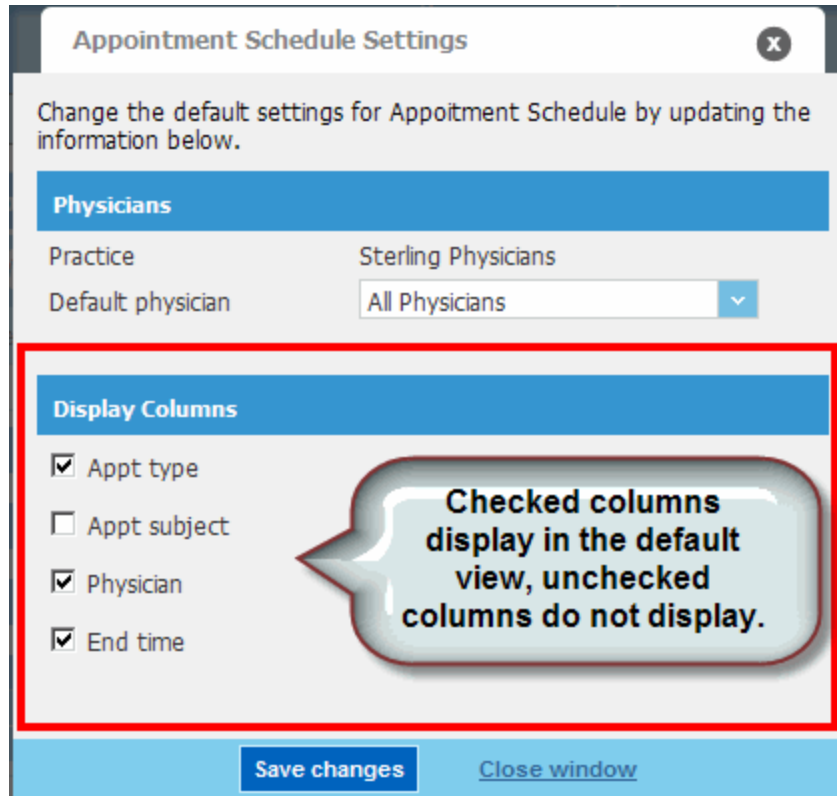 Appointment Schedule Settings
x
Change the default settings for Appoitment Schedule by updating the
information below.
Physicians
Practice Sterling Physicians
Default physician All Physicians
Display Columns
Appt type
Appt subject
Physician
End time
Checked columns
display in the default
view, unchecked
columns do not display.
Save changes Close window